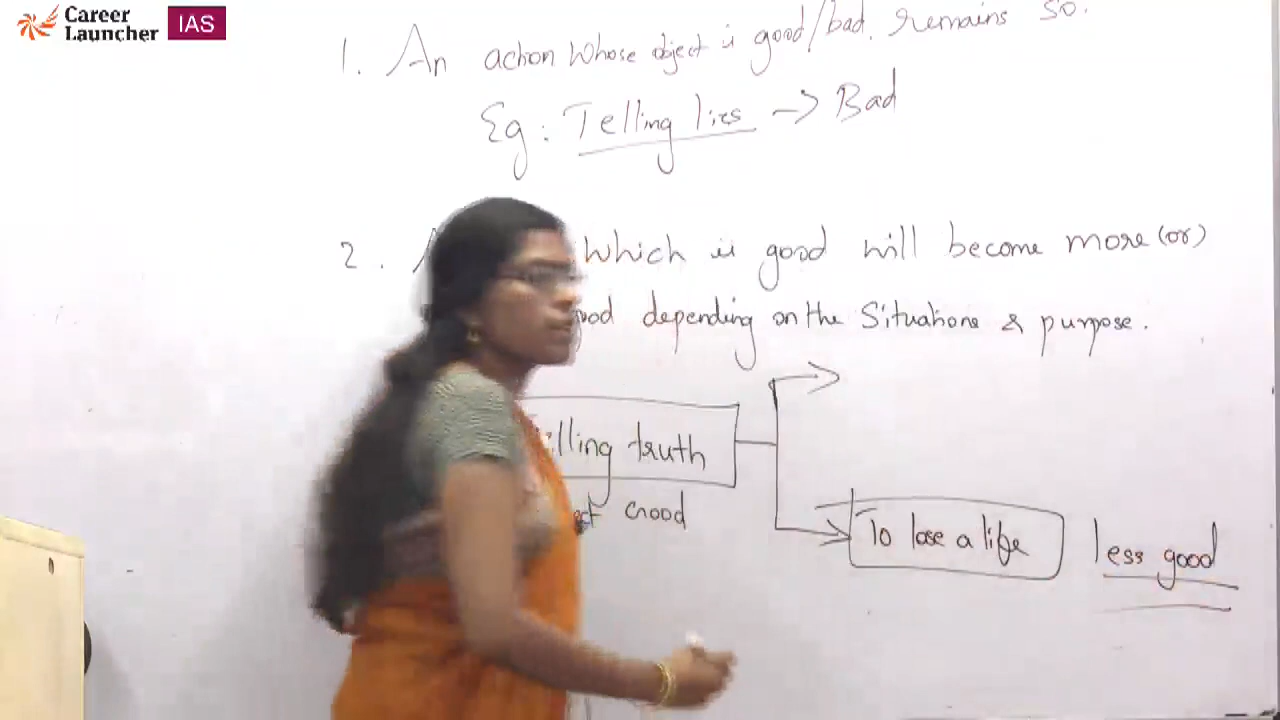 Career
Launcher
IAS
1. An action whose object is good/bad, remains so.
Eg: Telling lies -> Bad
2. which is good will become more (or)
depending on the situations & purpose.
truth
Good
To lose a life
less good